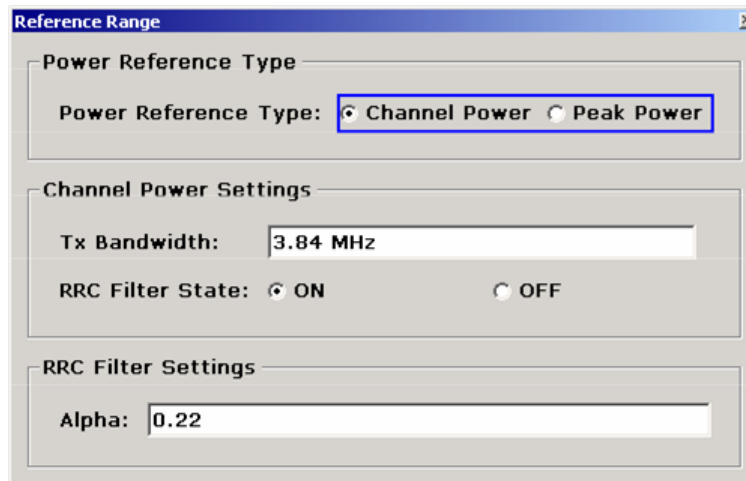 Reference Range
Power Reference Type
Power Reference Type: Channel Power Peak Power
Channel Power Settings
Tx Bandwidth: 3.84 MHz
RRC Filter State: ON OFF
RRC Filter Settings
Alpha: 0.22